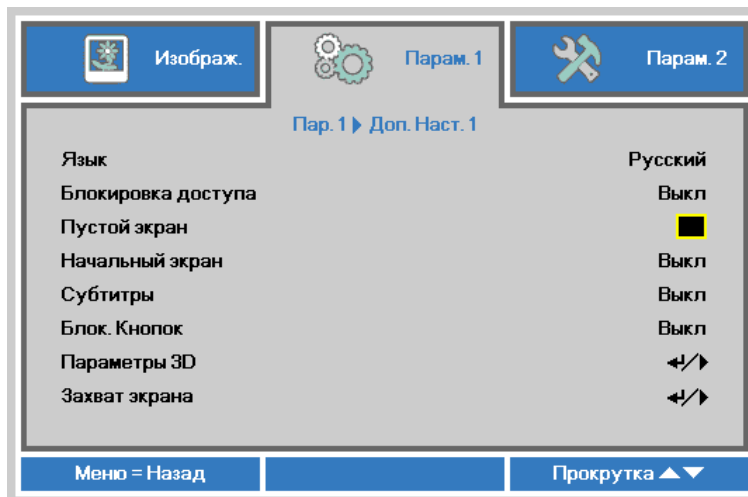 Изображ.
Парам. 1
Парам. 2
Пар. 1 Доп. Наст. 1
Язык Русский
Блокировка доступа Выкл
Пустой экран
Начальный экран Выкл
Субтитры Выкл
Блок. Кнопок Выкл
Параметры 3D
Захват экрана
Меню = Назад
Прокрутка